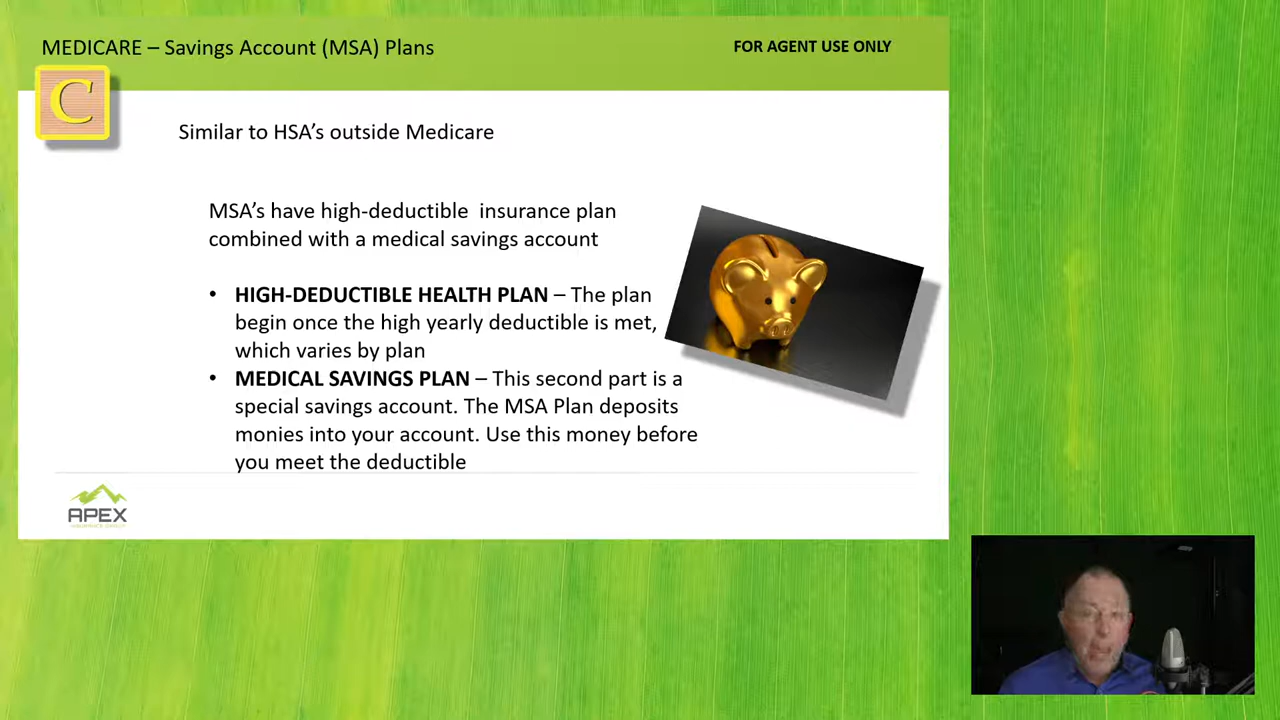 MEDICARE – Savings Account (MSA) Plans
FOR AGENT USE ONLY
C
Similar to HSA’s outside Medicare
MSA’s have high-deductible insurance plan
combined with a medical savings account
• HIGH-DEDUCTIBLE HEALTH PLAN – The plan
begin once the high yearly deductible is met,
which varies by plan
• MEDICAL SAVINGS PLAN – This second part is a
special savings account. The MSA Plan deposits
monies into your account. Use this money before
you meet the deductible
APEX